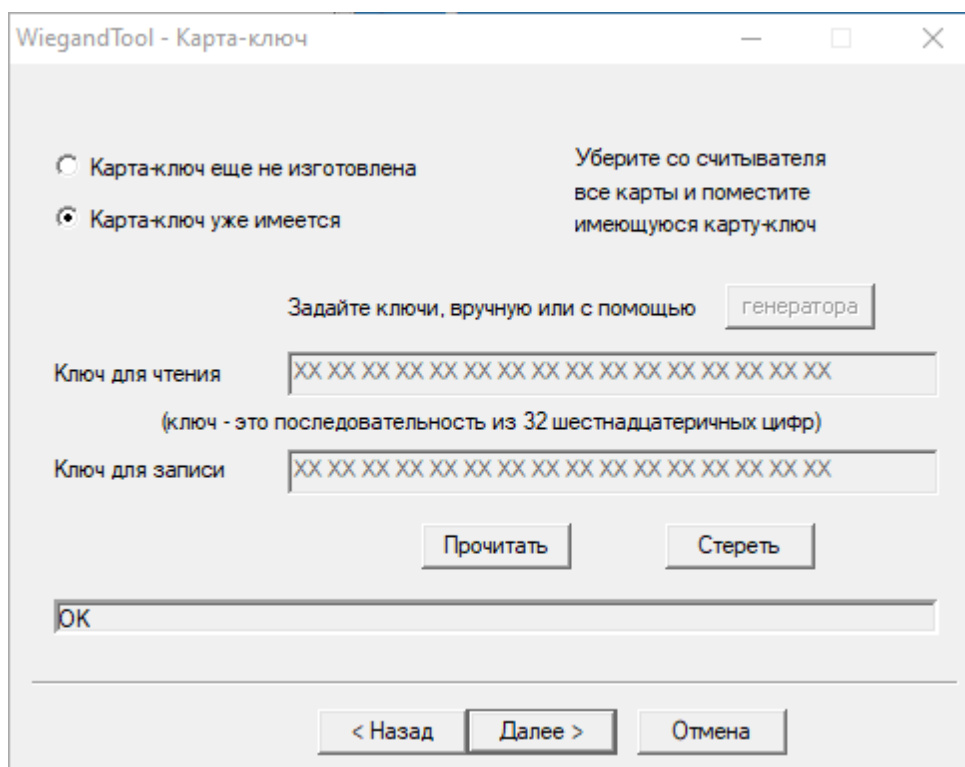 WiegandTool - Карта-ключ
Карта-ключ еще не изготовлена
Карта-ключ уже имеется
Уберите со считывателя
все карты и поместите
имеющуюся карту-ключ
Задайте ключи, вручную или с помощью генератора
Ключ для чтения XX XX XX XX XX XX XX XX XX XX XX XX XX XX XX XX
(ключ - это последовательность из 32 шестнадцатеричных цифр)
Ключ для записи XX XX XX XX XX XX XX XX XX XX XX XX XX XX XX XX
Прочитать Стереть
OK
< Назад Далее > Отмена